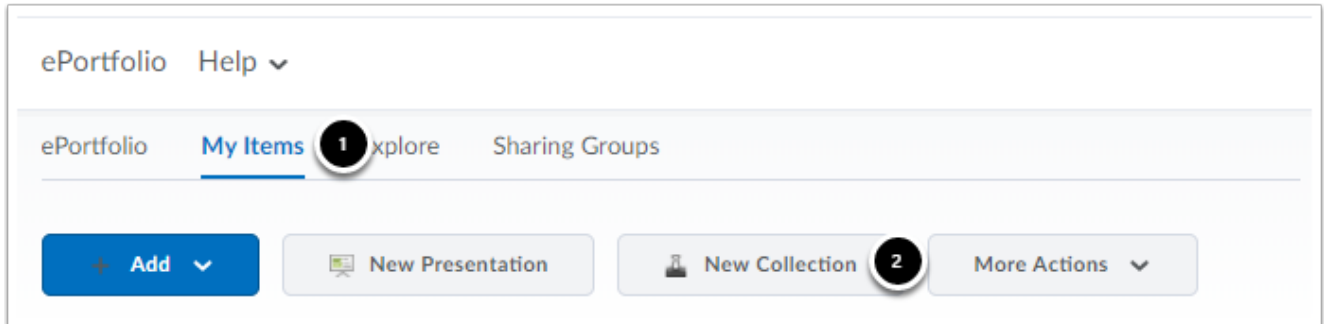 ePortfolio Help
ePortfolio My Items 1 xplore Sharing Groups
+ Add New Presentation New Collection 2 More Actions